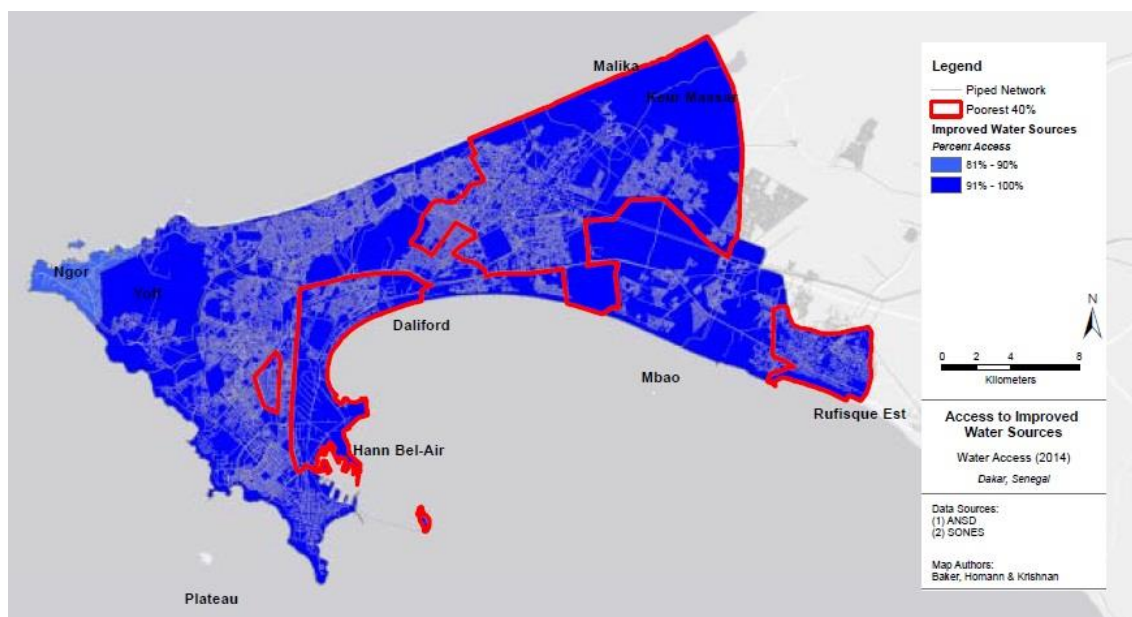 Malika
Keur Massar
Ngor
Yoff
Daliford
Mbao
Rufisque Est
Hann Bel-Air
Plateau
Legend
Piped Network
Poorest 40%
Improved Water Sources
Percent Access
81% - 90%
91% - 100%
N
0 2 4 8
Kilometers
Access to Improved
Water Sources
Water Access (2014)
Dakar, Senegal
Data Sources:
(1) ANSD
(2) SONES
Map Authors:
Baker, Homann & Krishnan